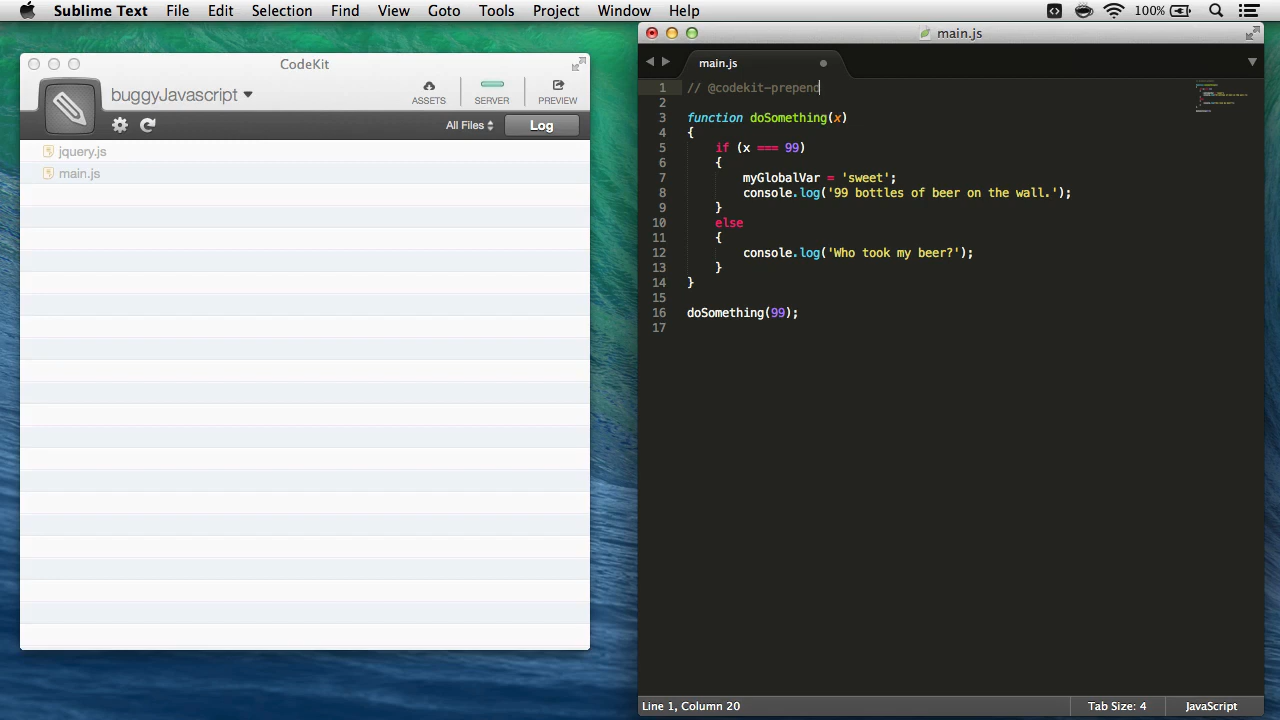 Sublime Text File Edit Selection Find View Goto Tools Project Window Help 100%
CodeKit
buggyJavascript
ASSETS SERVER PREVIEW
All Files Log
jquery.js
main.js
main.js
main.js
1 // @codekit-prepend
2
3 function doSomething(x)
4 {
5 if (x === 99)
6 {
7 myGlobalVar = 'sweet';
8 console.log('99 bottles of beer on the wall.');
9 }
10 else
11 {
12 console.log('Who took my beer?');
13 }
14 }
15
16 doSomething(99);
17
Line 1, Column 20 Tab Size: 4 JavaScript